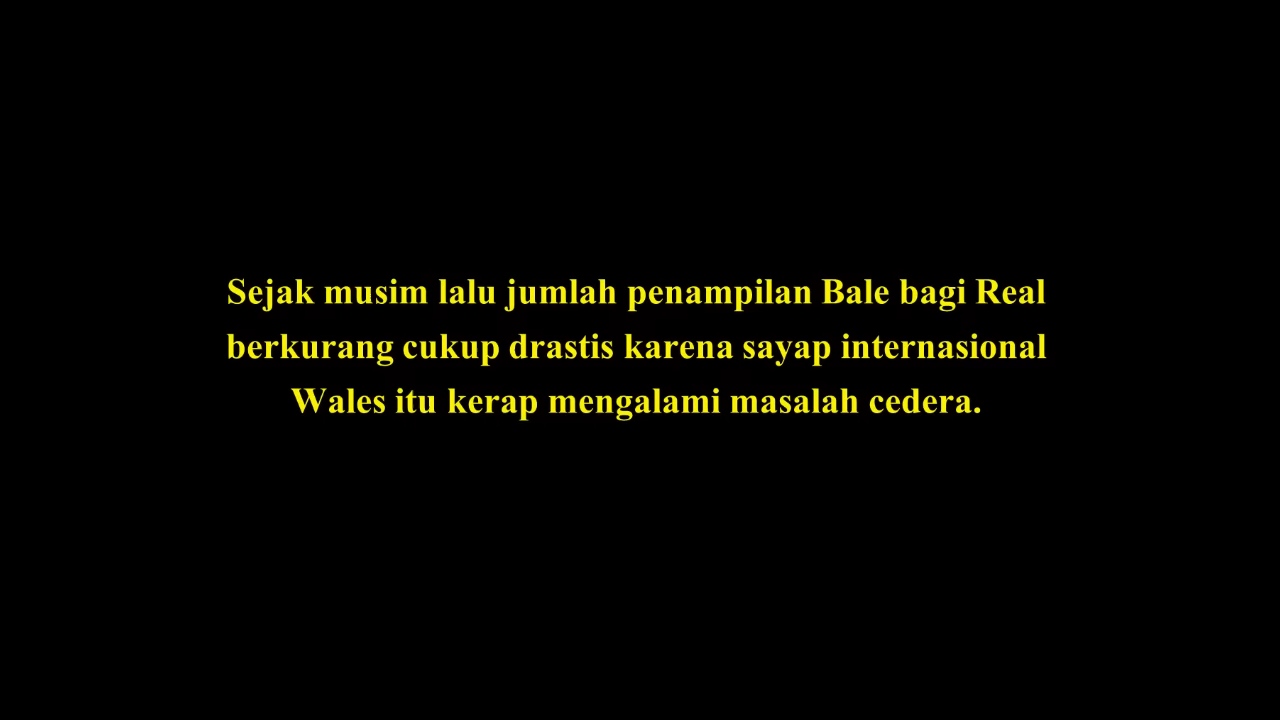 Sejak musim lalu jumlah penampilan Bale bagi Real
berkurang cukup drastis karena sayap internasional
Wales itu kerap mengalami masalah cedera.